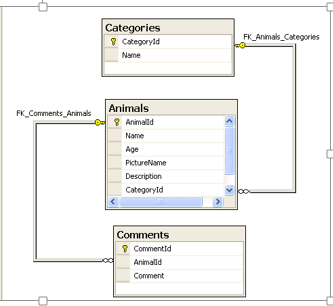 Categories
CategoryId
Name
FK_Animals_Categories
FK_Comments_Animals
Animals
AnimalId
Name
Age
PictureName
Description
CategoryId
Comments
CommentId
AnimalId
Comment